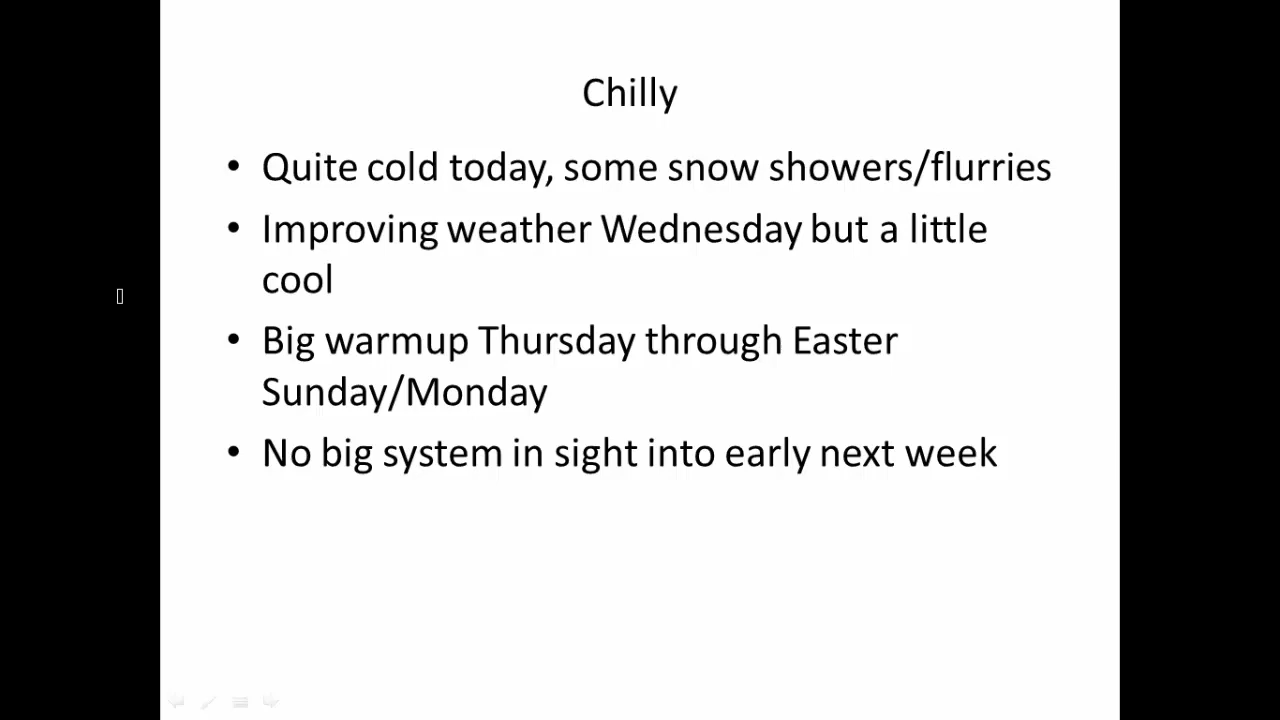 Chilly
• Quite cold today, some snow showers/flurries
• Improving weather Wednesday but a little
cool
• Big warmup Thursday through Easter
Sunday/Monday
• No big system in sight into early next week